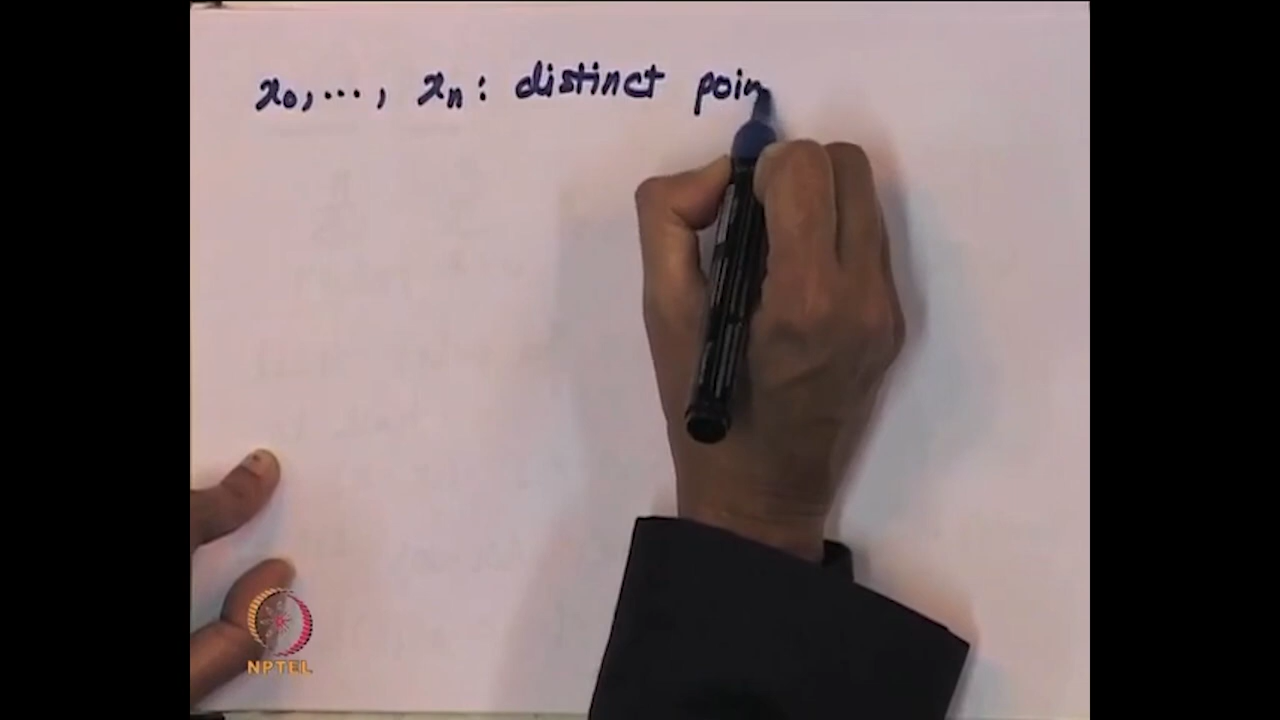 x₀, ..., xₙ : distinct poin
NPTEL